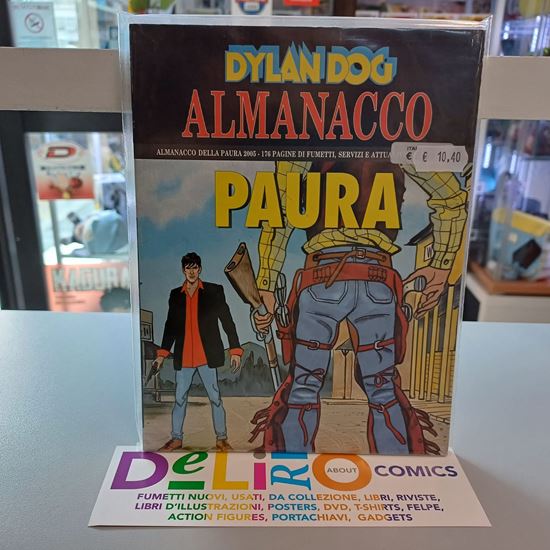 DYLAN DOG
ALMANACCO
ALMANACCO DELLA PAURA 2005 - 176 PAGINE DI FUMETTI, SERVIZI E ATTUA
€ 10,40
PAURA
KAGURA
DeLiRiO ABOUT COMICS
FUMETTI NUOVI, USATI, DA COLLEZIONE, LIBRI, RIVISTE,
LIBRI D'ILLUSTRAZIONI, POSTERS, DVD, T-SHIRTS, FELPE,
ACTION FIGURES, PORTACHIAVI, GADGETS